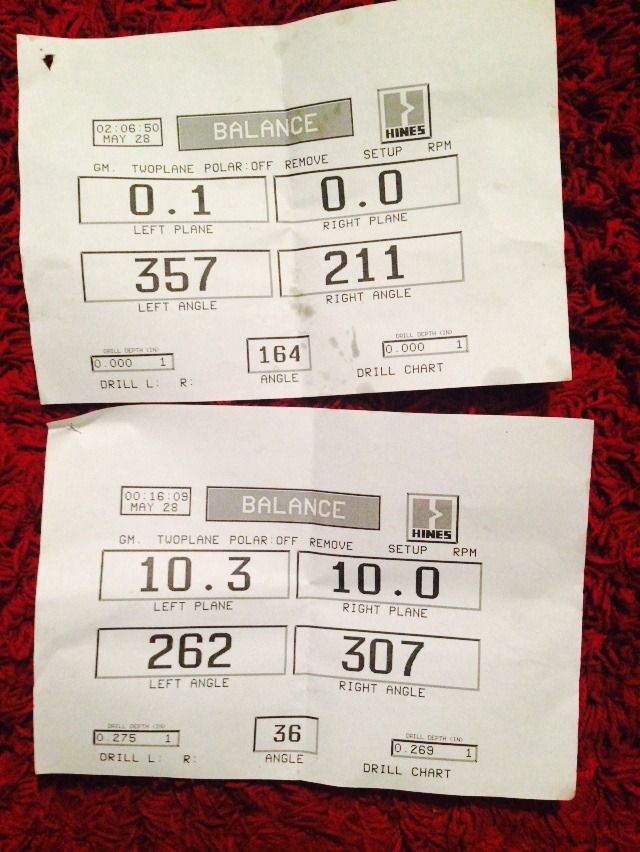 02:06:50
MAY 28
BALANCE
HINES
GM. TWOPLANE POLAR:OFF REMOVE SETUP RPM
0.1 0.0
LEFT PLANE RIGHT PLANE
357 211
LEFT ANGLE RIGHT ANGLE
DRILL DEPTH (IN) DRILL DEPTH (IN)
0.000 1 164 0.000 1
DRILL L: R: ANGLE DRILL CHART
00:16:09
MAY 28
BALANCE
HINES
GM. TWOPLANE POLAR:OFF REMOVE SETUP RPM
10.3 10.0
LEFT PLANE RIGHT PLANE
262 307
LEFT ANGLE RIGHT ANGLE
DRILL DEPTH (IN) DRILL DEPTH (IN)
0.275 1 36 0.269 1
DRILL L: R: ANGLE DRILL CHART